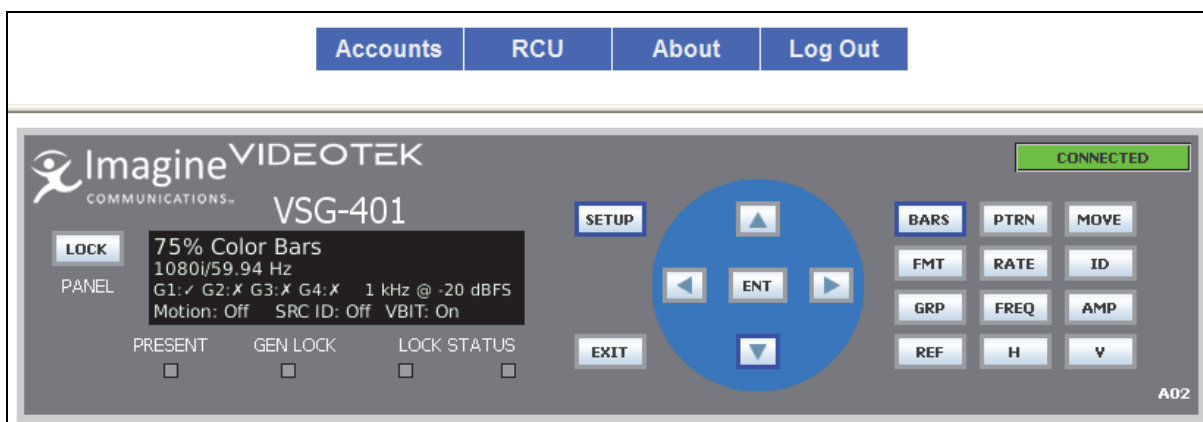 Accounts RCU About Log Out
Imagine VIDEOTEK
COMMUNICATIONS™
VSG-401
CONNECTED
LOCK
PANEL
75% Color Bars
1080i/59.94 Hz
G1:✓ G2:✗ G3:✗ G4:✗ 1 kHz @ -20 dBFS
Motion: Off SRC ID: Off VBIT: On
PRESENT GEN LOCK LOCK STATUS
SETUP
ENT
EXIT
BARS PTRN MOVE
FMT RATE ID
GRP FREQ AMP
REF H V
A02